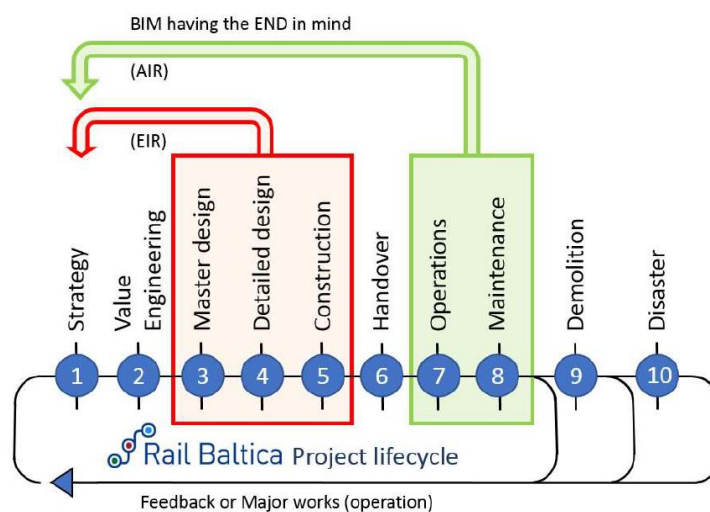 BIM having the END in mind
(AIR)
(EIR)
Strategy
Value
Engineering
Master design
Detailed design
Construction
Handover
Operations
Maintenance
Demolition
Disaster
1 2 3 4 5 6 7 8 9 10
Rail Baltica Project lifecycle
Feedback or Major works (operation)